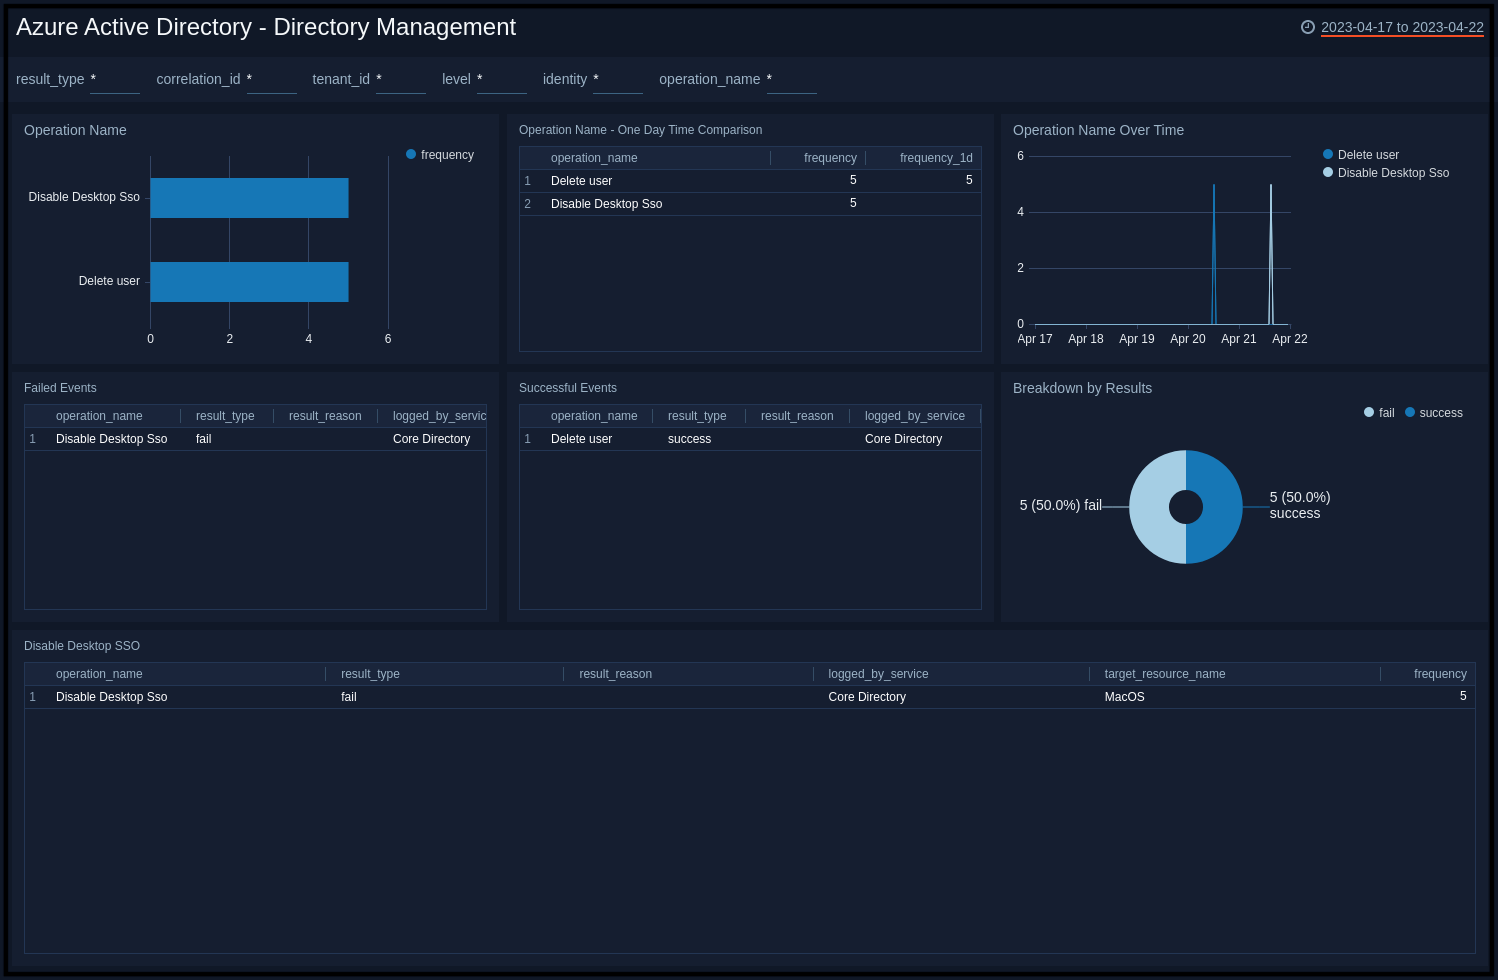 Azure Active Directory - Directory Management
2023-04-17 to 2023-04-22
result_type * correlation_id * tenant_id * level * identity * operation_name *
Operation Name
frequency
Disable Desktop Sso
Delete user
0 2 4 6
Operation Name - One Day Time Comparison
operation_name frequency frequency_1d
1 Delete user 5 5
2 Disable Desktop Sso 5
Operation Name Over Time
Delete user
Disable Desktop Sso
6
4
2
0
Apr 17 Apr 18 Apr 19 Apr 20 Apr 21 Apr 22
Failed Events
operation_name result_type result_reason logged_by_servic
1 Disable Desktop Sso fail Core Directory
Successful Events
operation_name result_type result_reason logged_by_service
1 Delete user success Core Directory
Breakdown by Results
fail success
5 (50.0%) fail
5 (50.0%)
success
Disable Desktop SSO
operation_name result_type result_reason logged_by_service target_resource_name frequency
1 Disable Desktop Sso fail Core Directory MacOS 5